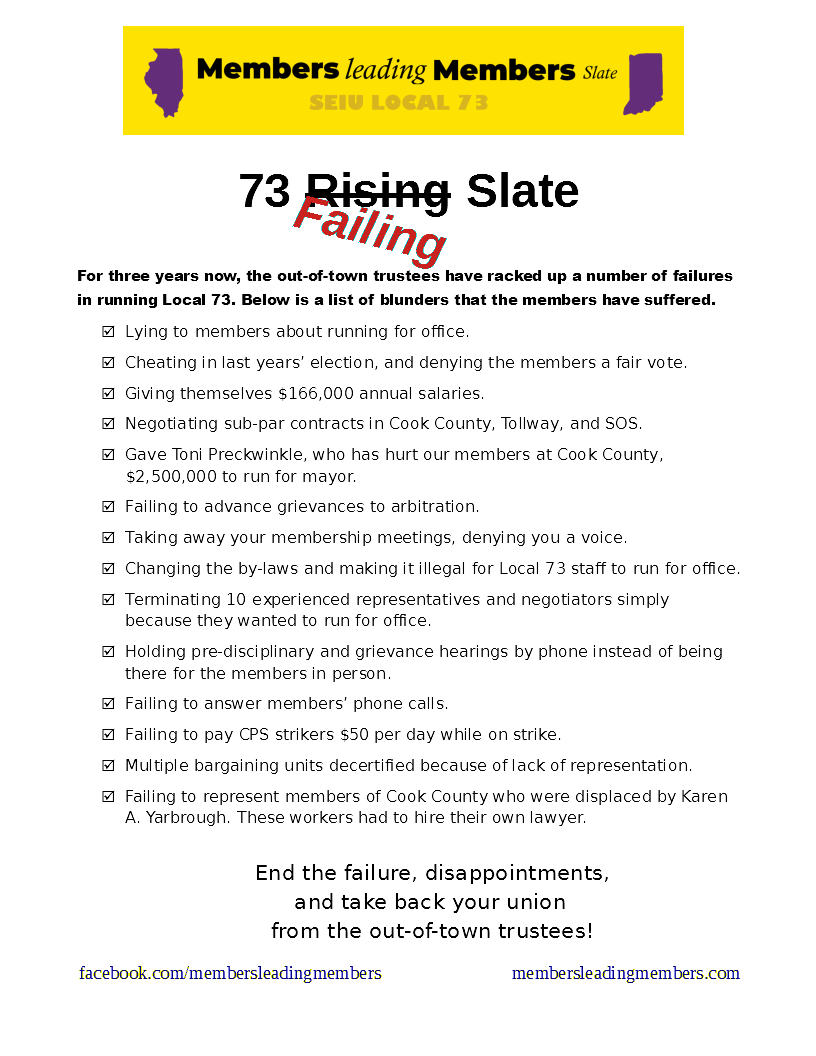 Members leading Members Slate
SEIU LOCAL 73
73 Rising Slate
Failing
For three years now, the out-of-town trustees have racked up a number of failures
in running Local 73. Below is a list of blunders that the members have suffered.
☑ Lying to members about running for office.
☑ Cheating in last years’ election, and denying the members a fair vote.
☑ Giving themselves $166,000 annual salaries.
☑ Negotiating sub-par contracts in Cook County, Tollway, and SOS.
☑ Gave Toni Preckwinkle, who has hurt our members at Cook County,
$2,500,000 to run for mayor.
☑ Failing to advance grievances to arbitration.
☑ Taking away your membership meetings, denying you a voice.
☑ Changing the by-laws and making it illegal for Local 73 staff to run for office.
☑ Terminating 10 experienced representatives and negotiators simply
because they wanted to run for office.
☑ Holding pre-disciplinary and grievance hearings by phone instead of being
there for the members in person.
☑ Failing to answer members’ phone calls.
☑ Failing to pay CPS strikers $50 per day while on strike.
☑ Multiple bargaining units decertified because of lack of representation.
☑ Failing to represent members of Cook County who were displaced by Karen
A. Yarbrough. These workers had to hire their own lawyer.
End the failure, disappointments,
and take back your union
from the out-of-town trustees!
facebook.com/membersleadingmembers membersleadingmembers.com